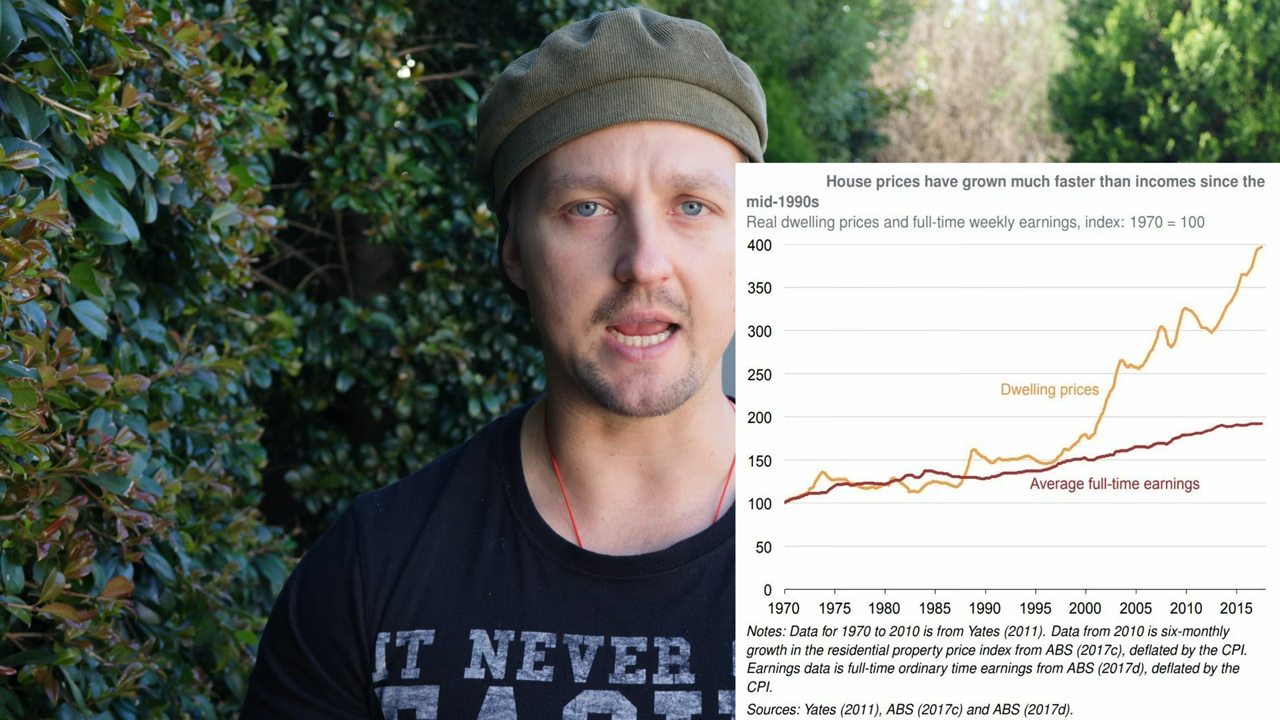 House prices have grown much faster than incomes since the
mid-1990s
Real dwelling prices and full-time weekly earnings, index: 1970 = 100
400
350
300
250
200
150
100
50
0
Dwelling prices
Average full-time earnings
1970 1975 1980 1985 1990 1995 2000 2005 2010 2015
Notes: Data for 1970 to 2010 is from Yates (2011). Data from 2010 is six-monthly
growth in the residential property price index from ABS (2017c), deflated by the CPI.
Earnings data is full-time ordinary time earnings from ABS (2017d), deflated by the
CPI.
Sources: Yates (2011), ABS (2017c) and ABS (2017d).
IT NEVER